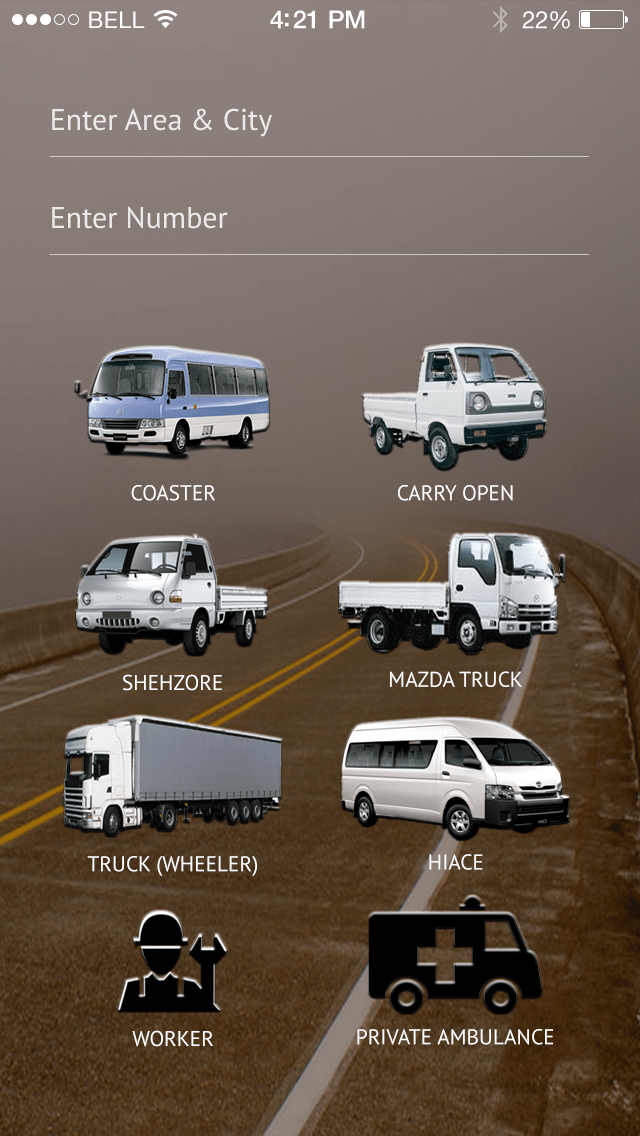 BELL 4:21 PM 22%
Enter Area & City
Enter Number
COASTER CARRY OPEN
SHEHZORE MAZDA TRUCK
TRUCK (WHEELER) HIACE
WORKER PRIVATE AMBULANCE